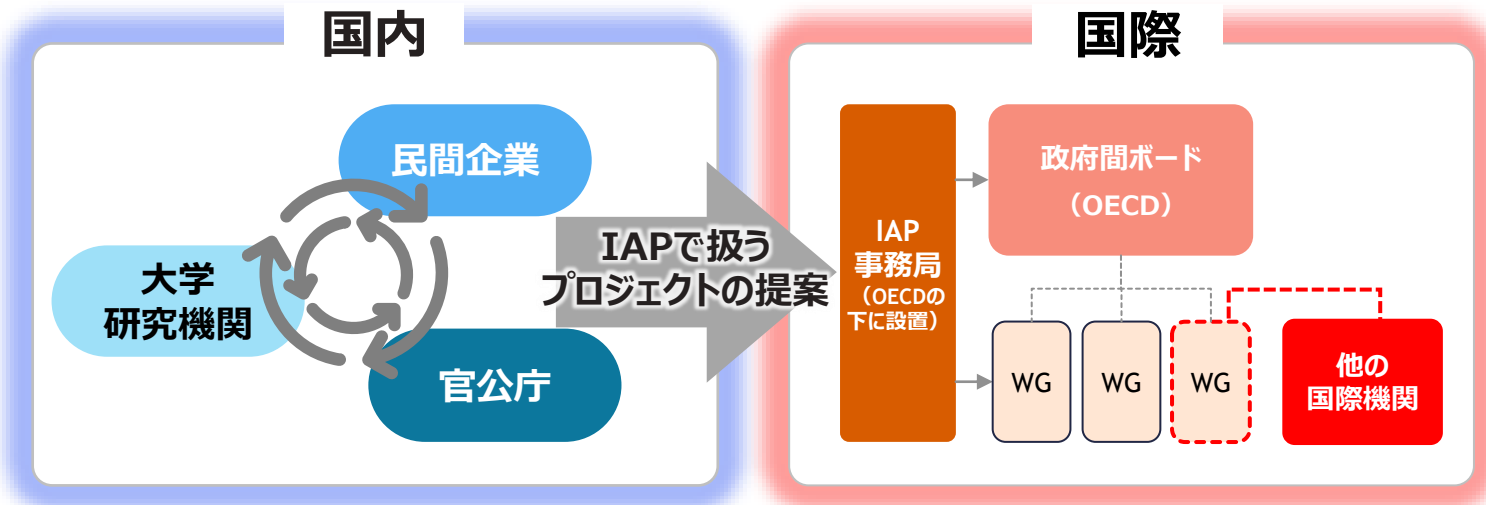 国内
民間企業
大学
研究機関
官公庁
IAPで扱う
プロジェクトの提案
国際
IAP
事務局
（OECDの
下に設置）
政府間ボード
（OECD）
WG
WG
WG
他の
国際機関